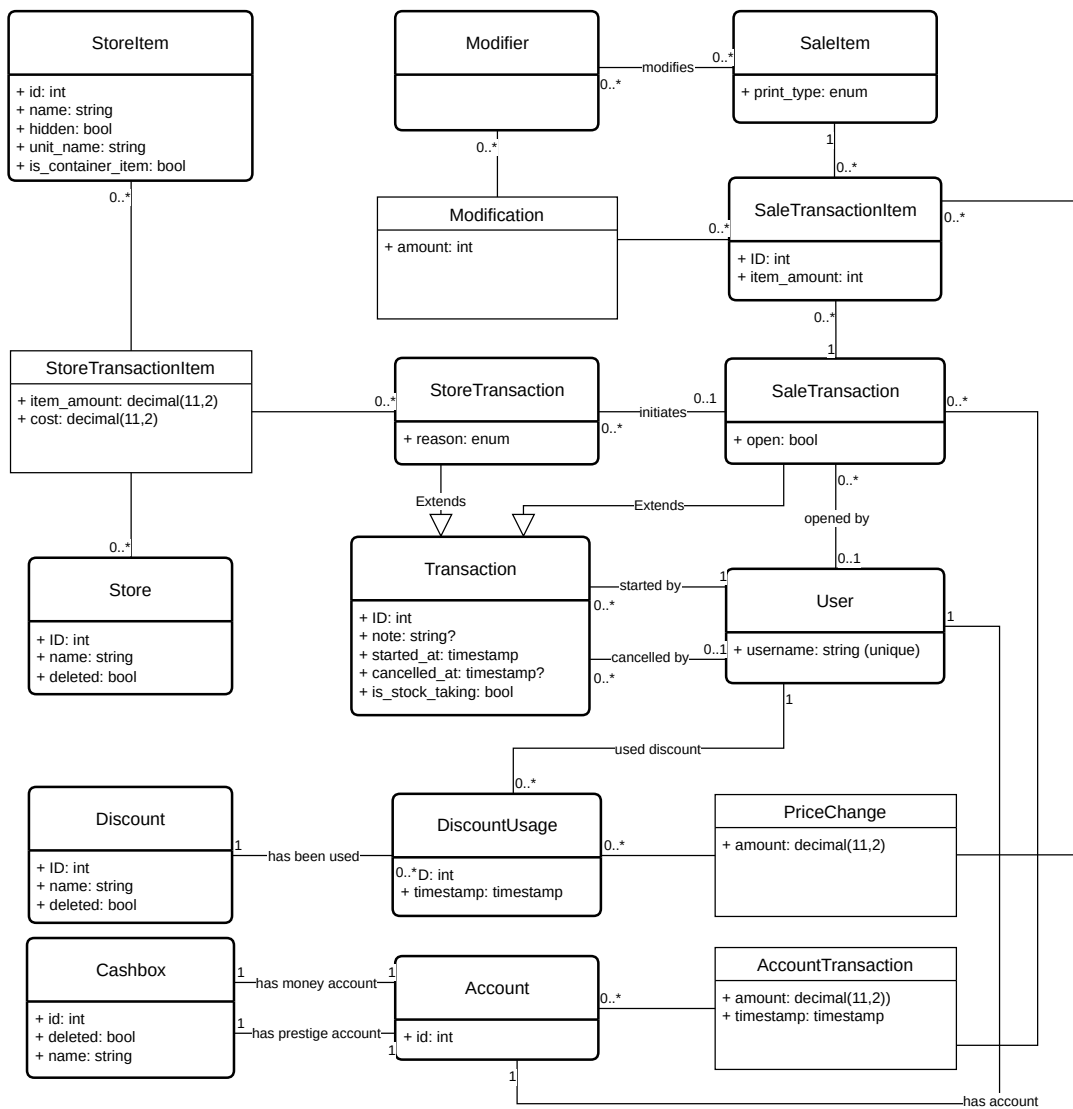 StoreItem
+ id: int
+ name: string
+ hidden: bool
+ unit_name: string
+ is_container_item: bool
0..*
Modifier
0..*
modifies
0..*
0..*
SaleItem
+ print_type: enum
1
0..*
Modification
+ amount: int
0..*
SaleTransactionItem
+ ID: int
+ item_amount: int
0..*
0..*
1
StoreTransactionItem
+ item_amount: decimal(11,2)
+ cost: decimal(11,2)
0..*
0..*
StoreTransaction
+ reason: enum
0..*
initiates
0..1
SaleTransaction
+ open: bool
0..*
Extends
Extends
0..*
opened by
0..1
Store
+ ID: int
+ name: string
+ deleted: bool
Transaction
+ ID: int
+ note: string?
+ started_at: timestamp
+ cancelled_at: timestamp?
+ is_stock_taking: bool
started by
1
0..*
cancelled by
0..1
0..*
User
+ username: string (unique)
1
1
used discount
0..*
Discount
+ ID: int
+ name: string
+ deleted: bool
1
has been used
DiscountUsage
0..*
D: int
+ timestamp: timestamp
0..*
PriceChange
+ amount: decimal(11,2)
Cashbox
+ id: int
+ deleted: bool
+ name: string
1
has money account
1
1
has prestige account
1
Account
+ id: int
0..*
1
AccountTransaction
+ amount: decimal(11,2))
+ timestamp: timestamp
has account